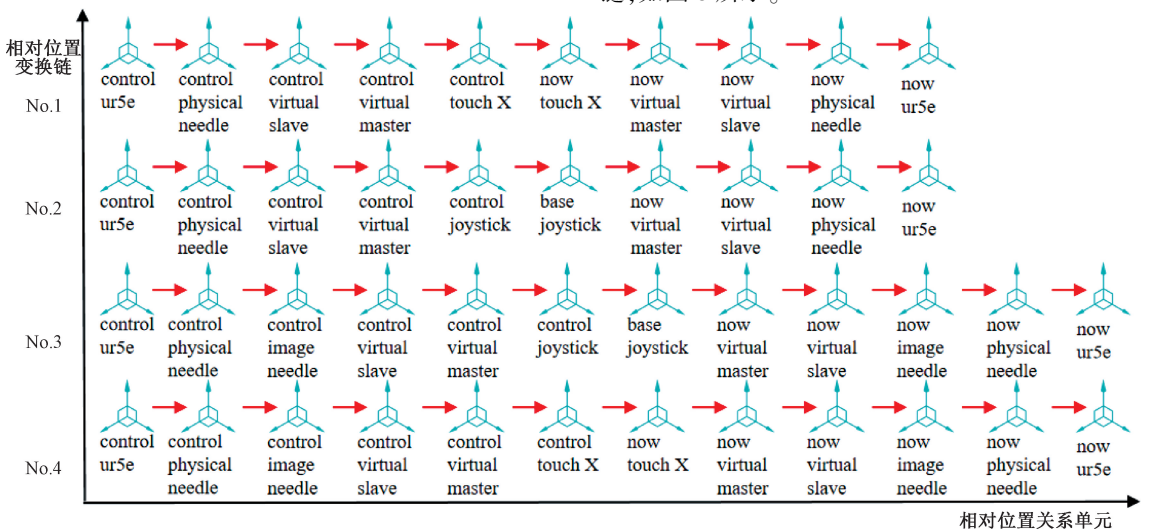 ,如图 所示。
相对位置
变换链
control control control control control now now now now now
ur5e physical virtual virtual touch X touch X virtual virtual physical ur5e
needle slave master master slave needle
No.1
control control control control control base now now now now
ur5e physical virtual virtual joystick joystick virtual virtual physical ur5e
needle slave master master slave needle
No.2
control control control control control control base now now now now now
ur5e physical image virtual virtual joystick joystick virtual virtual image physical ur5e
needle needle slave master master slave needle needle
No.3
control control control control control control now now now now now now
ur5e physical image virtual virtual touch X touch X virtual virtual image physical ur5e
needle needle slave master master slave needle needle
No.4
相对位置关系单元